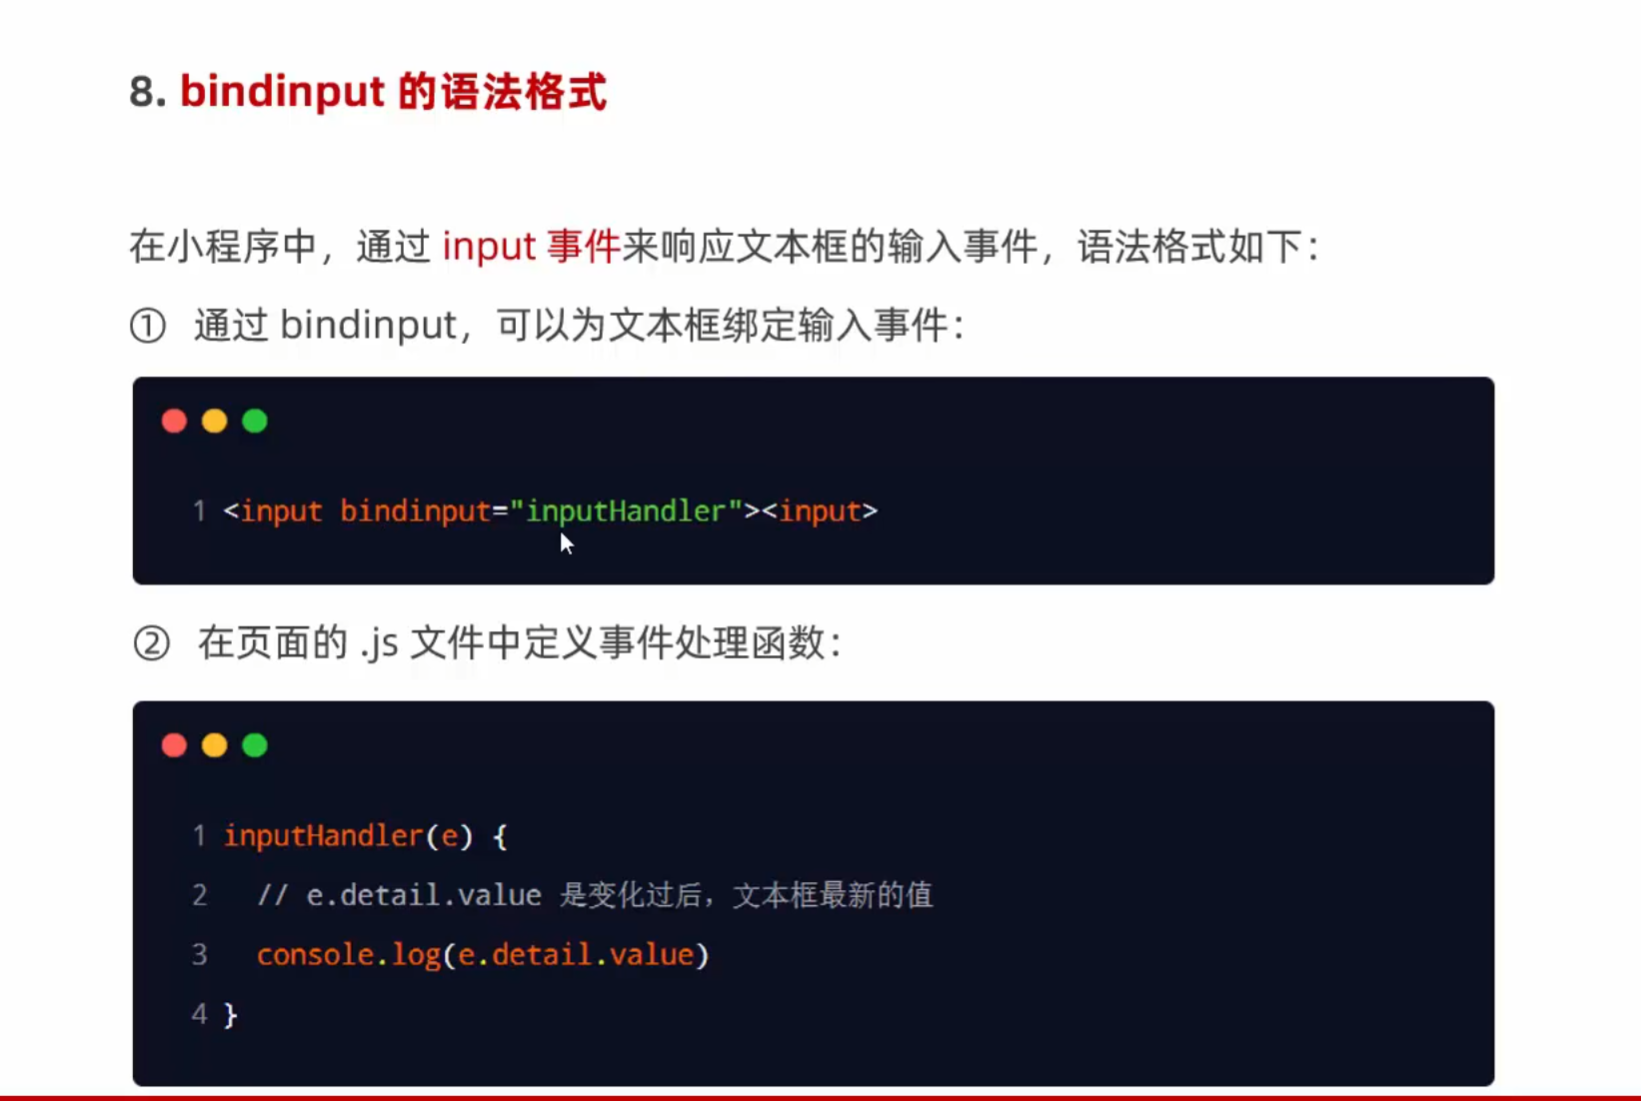 8. bindinput 的语法格式
在小程序中，通过 input 事件来响应文本框的输入事件，语法格式如下：
① 通过 bindinput，可以为文本框绑定输入事件：
1 <input bindinput="inputHandler"><input>
② 在页面的 .js 文件中定义事件处理函数：
1 inputHandler(e) {
2   // e.detail.value 是变化过后，文本框最新的值
3   console.log(e.detail.value)
4 }